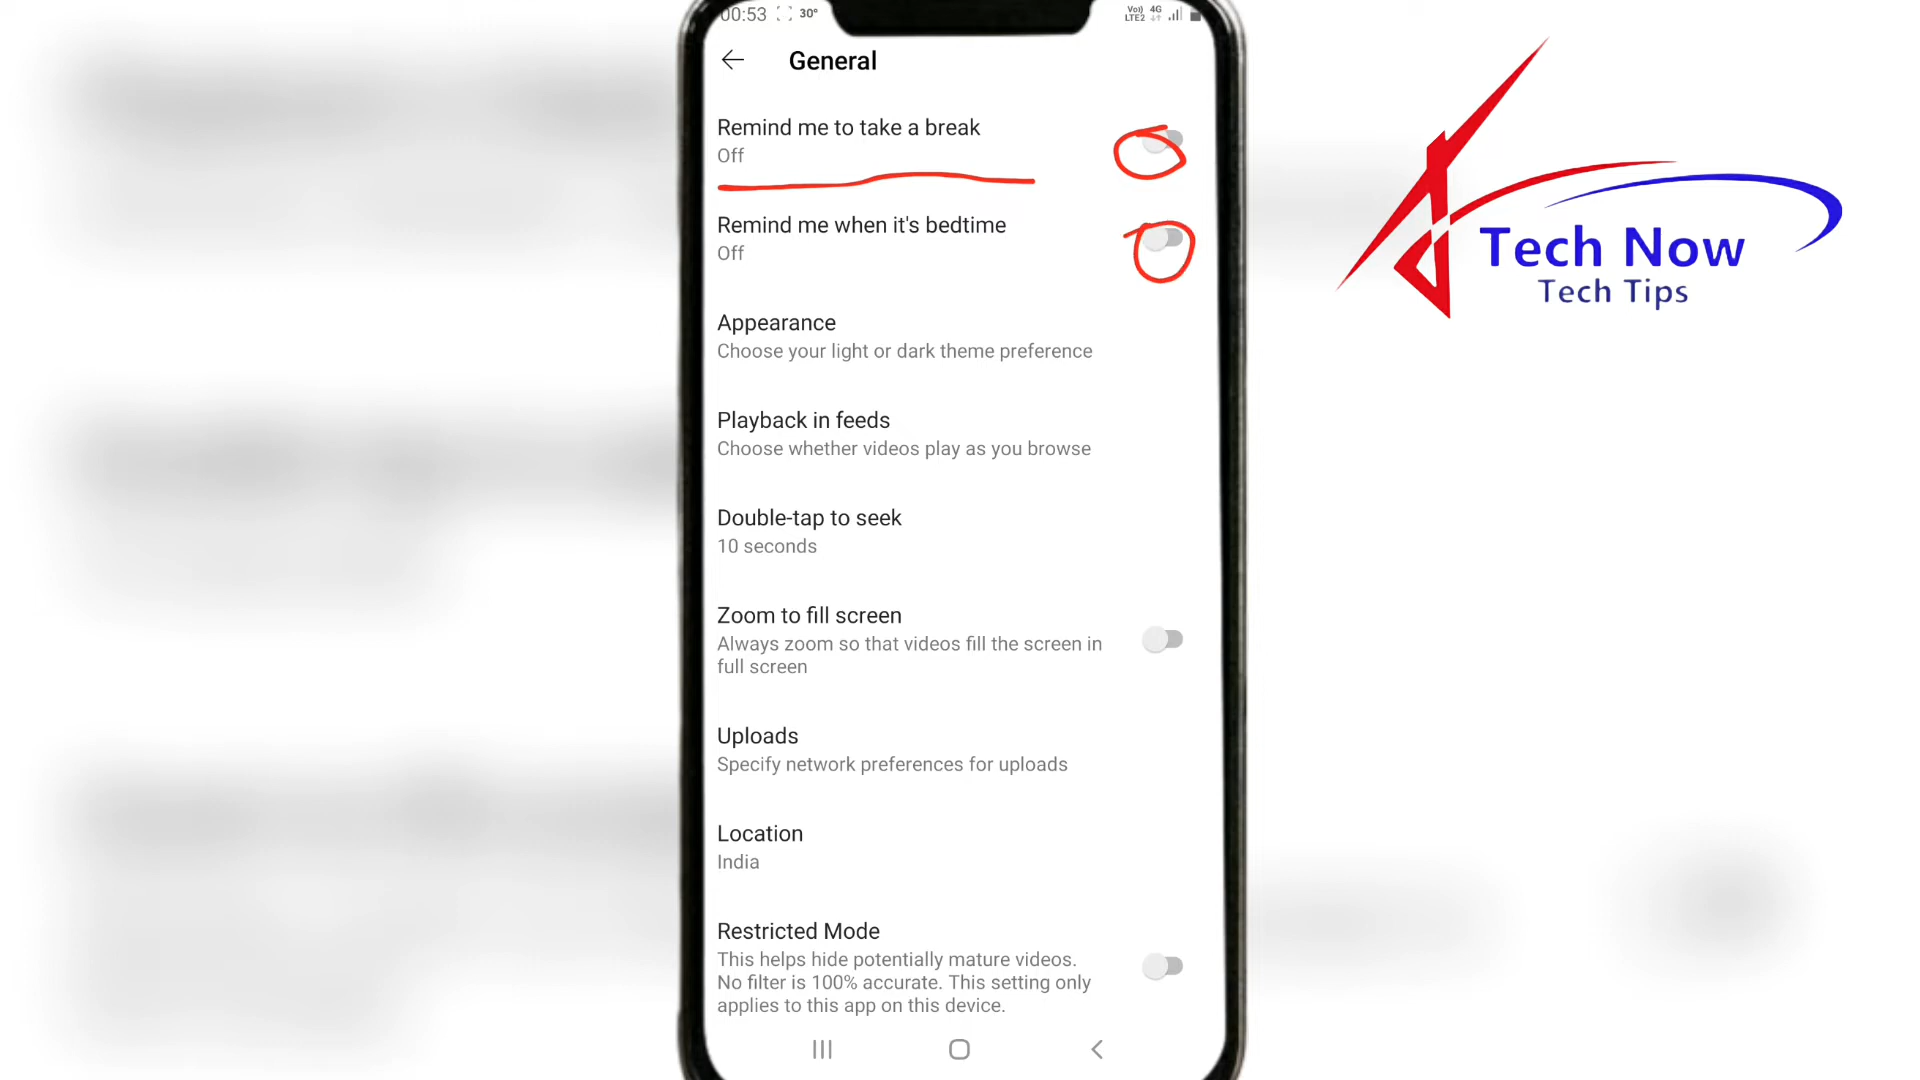 00:53 30°
Vo) 4G
LTE2
General
Remind me to take a break
Off
Remind me when it's bedtime
Off
Appearance
Choose your light or dark theme preference
Playback in feeds
Choose whether videos play as you browse
Double-tap to seek
10 seconds
Zoom to fill screen
Always zoom so that videos fill the screen in
full screen
Uploads
Specify network preferences for uploads
Location
India
Restricted Mode
This helps hide potentially mature videos.
No filter is 100% accurate. This setting only
applies to this app on this device.
Tech Now
Tech Tips